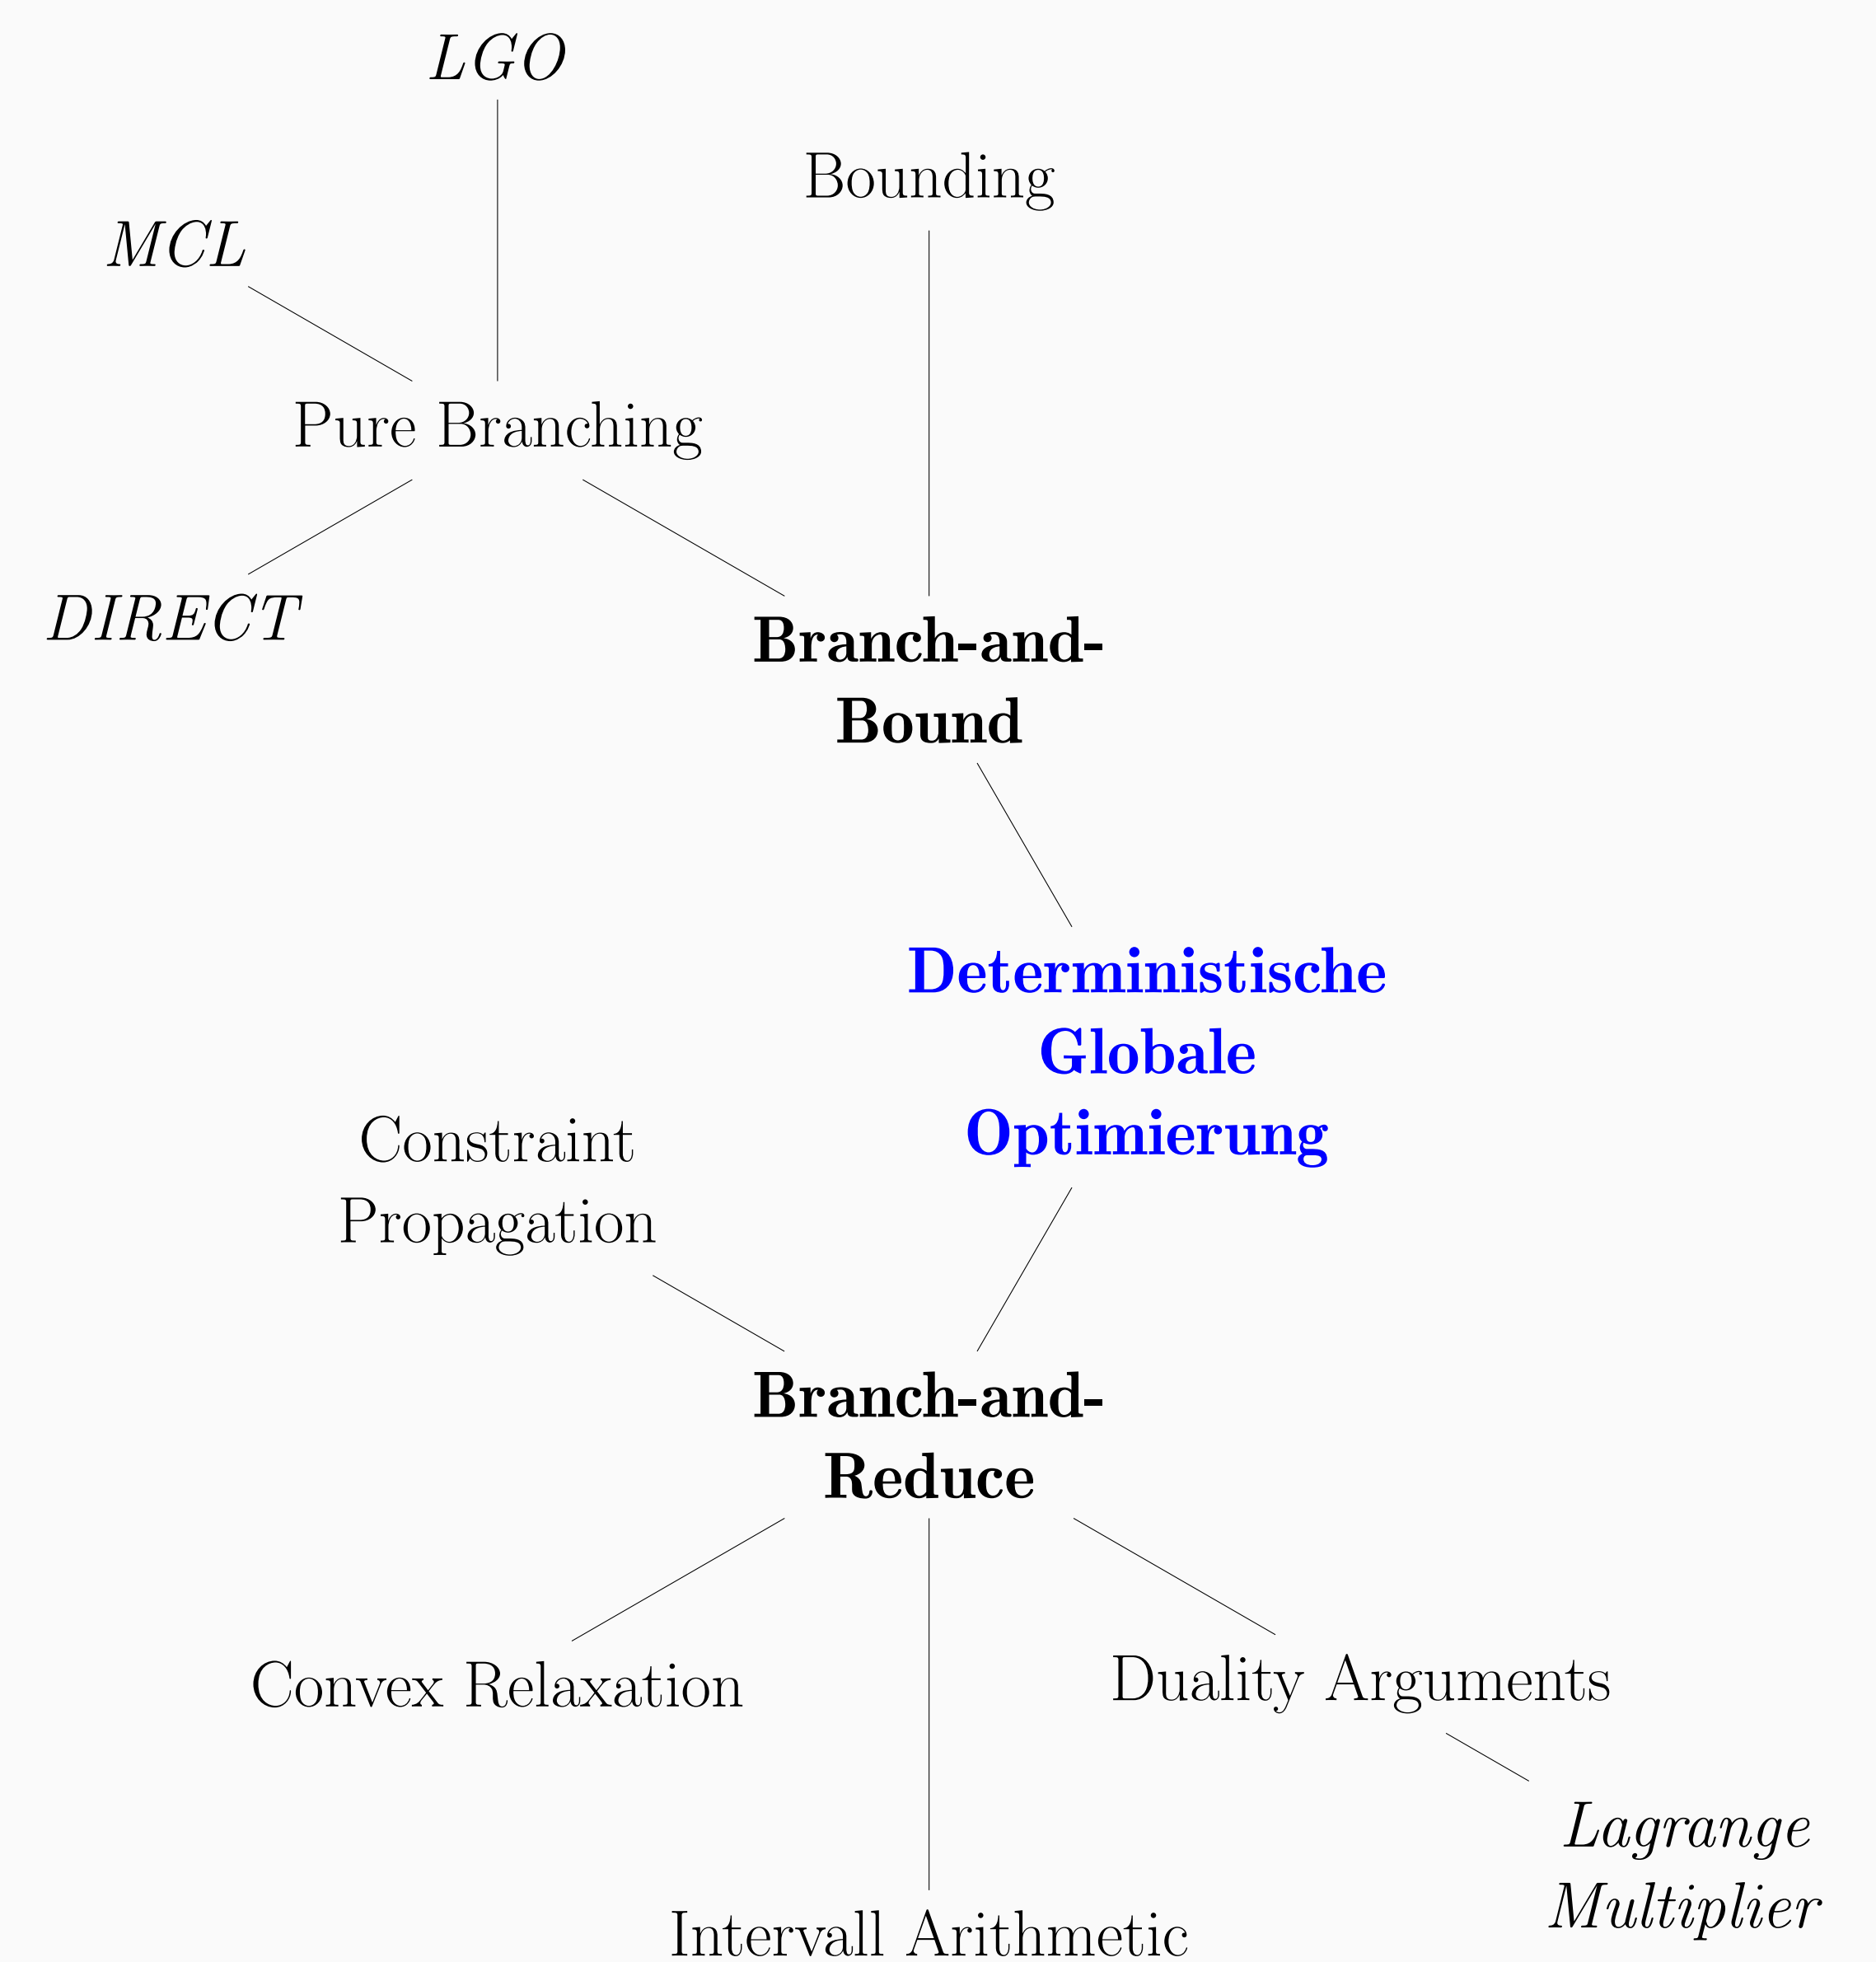 LGO
Bounding
MCL
Pure Branching
DIRECT
Branch-and-
Bound
Deterministische
Globale
Optimierung
Constraint
Propagation
Branch-and-
Reduce
Convex Relaxation
Duality Arguments
Lagrange
Multiplier
Intervall Arithmetic